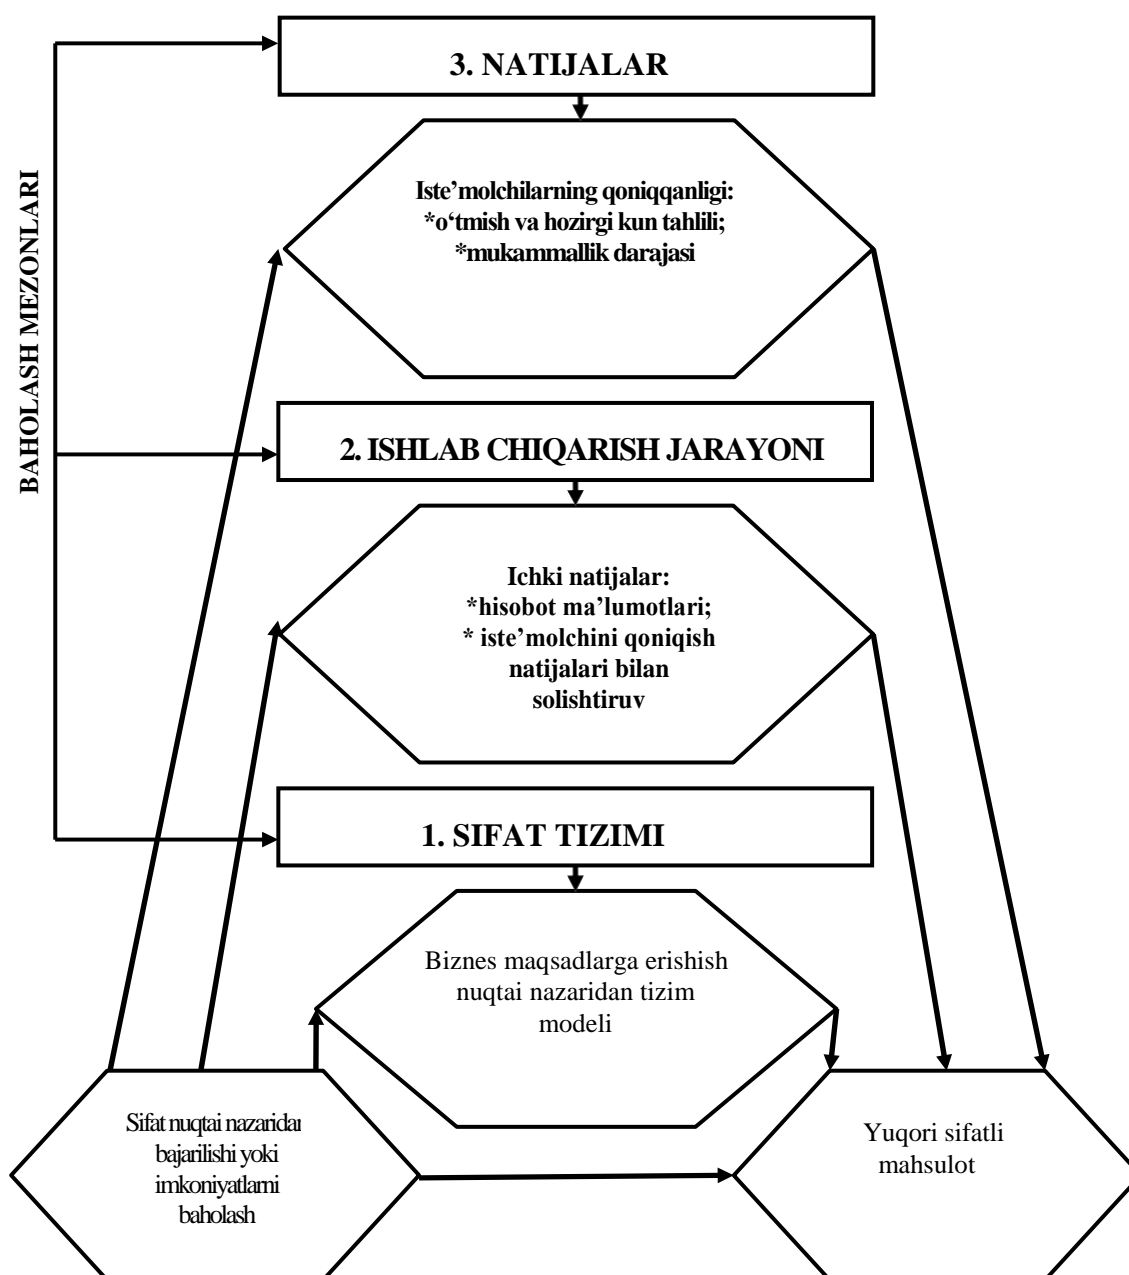 3. NATIJALAR
BAHOLASH MEZONLARI
Iste’molchilarning qoniqqanligi:
*o‘tmish va hozirgi kun tahlili;
*mukammallik darajasi
2. ISHLAB CHIQARISH JARAYONI
Ichki natijalar:
*hisobot ma’lumotlari;
* iste’molchini qoniqish
natijalari bilan
solishtiruv
1. SIFAT TIZIMI
Biznes maqsadlarga erishish
nuqtai nazaridan tizim
modeli
Sifat nuqtai nazaridan
bajarilishi yoki
imkoniyatlarni
baholash
Yuqori sifatli
mahsulot